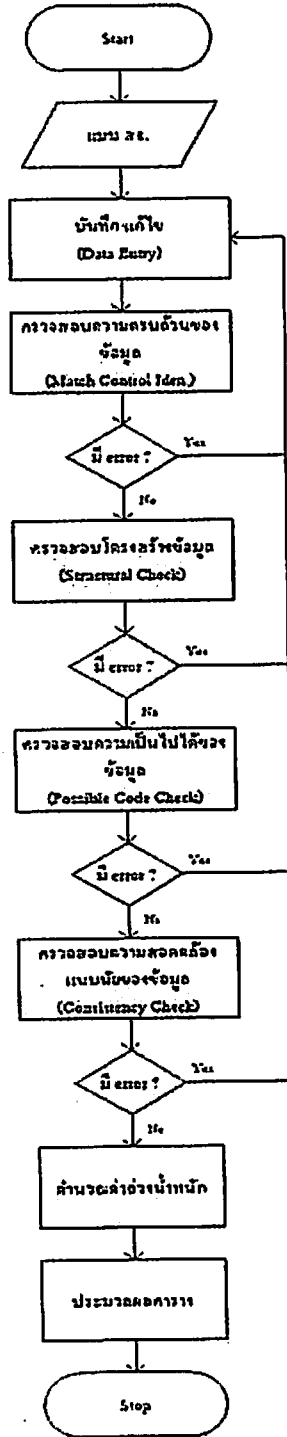 Start
แบบ สธ.
บันทึก/แก้ไข
(Data Entry)
ตรวจสอบความครบถ้วนของ
ข้อมูล
(Match Control Iden.)
มี error ?
Yes
No
ตรวจสอบโครงสร้างข้อมูล
(Structural Check)
มี error ?
Yes
No
ตรวจสอบความเป็นไปได้ของ
ข้อมูล
(Possible Code Check)
มี error ?
Yes
No
ตรวจสอบความสอดคล้อง
แนบนัยของข้อมูล
(Consistency Check)
มี error ?
Yes
No
คำนวณค่าถ่วงน้ำหนัก
ประมวลผลตาราง
Stop